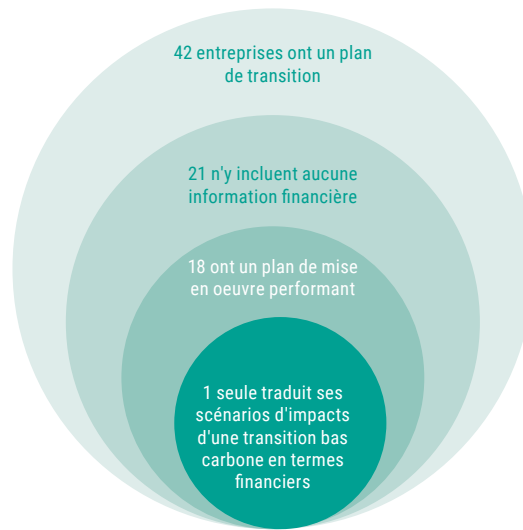 42 entreprises ont un plan
de transition
21 n'y incluent aucune
information financière
18 ont un plan de mise
en oeuvre performant
1 seule traduit ses
scénarios d'impacts
d'une transition bas
carbone en termes
financiers